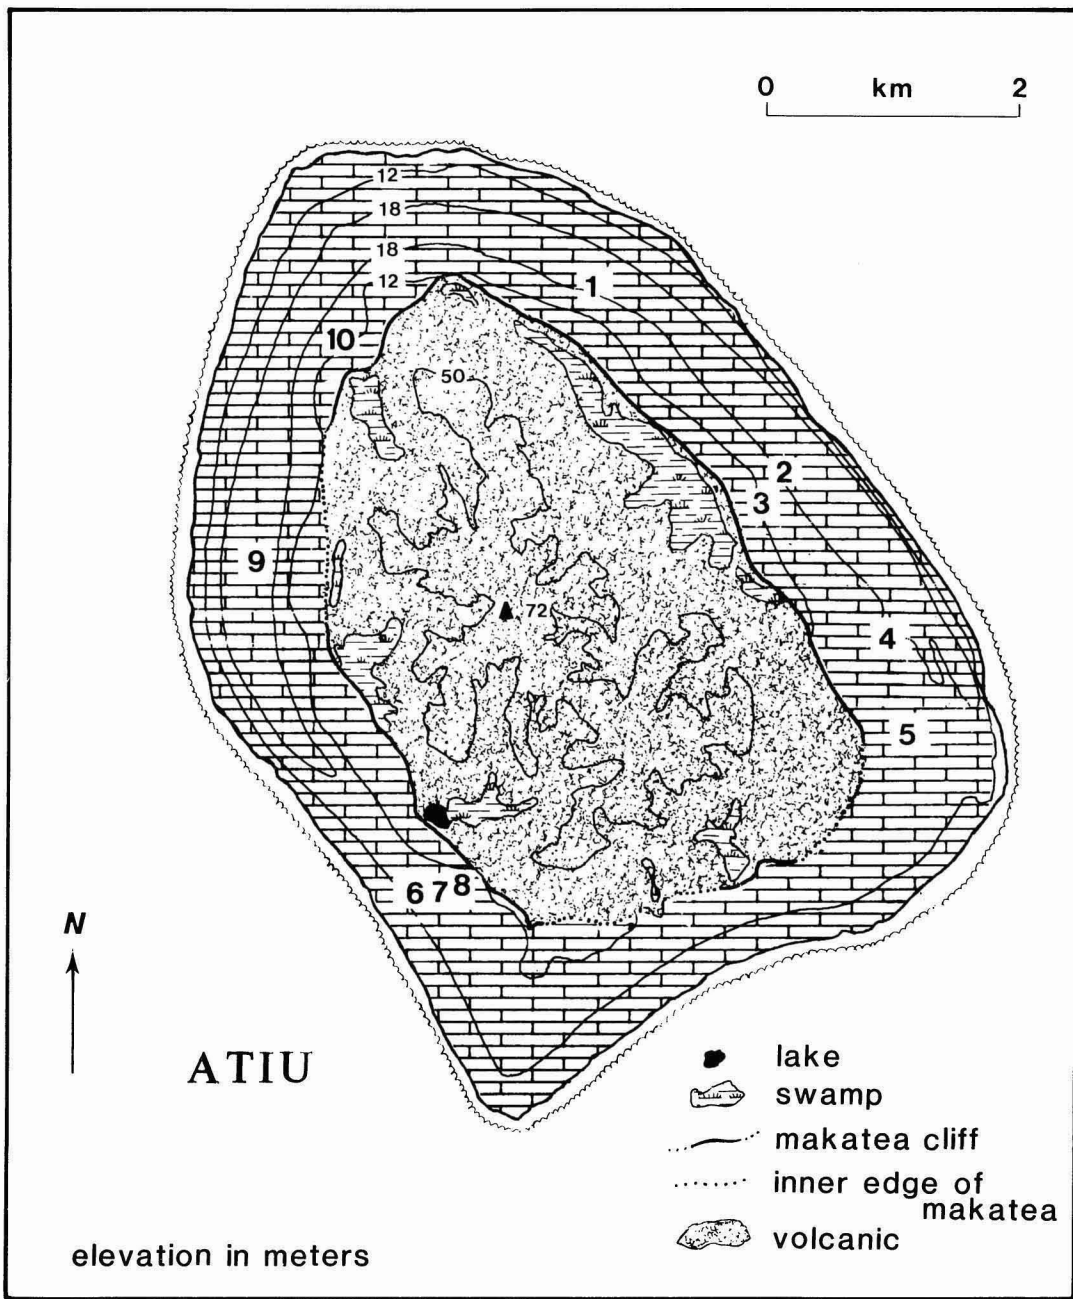 0 km 2
12
18
18
12
1
10
50
2
3
9
72
4
5
6 7 8
N
ATIU
lake
swamp
makatea cliff
inner edge of
makatea
volcanic
elevation in meters